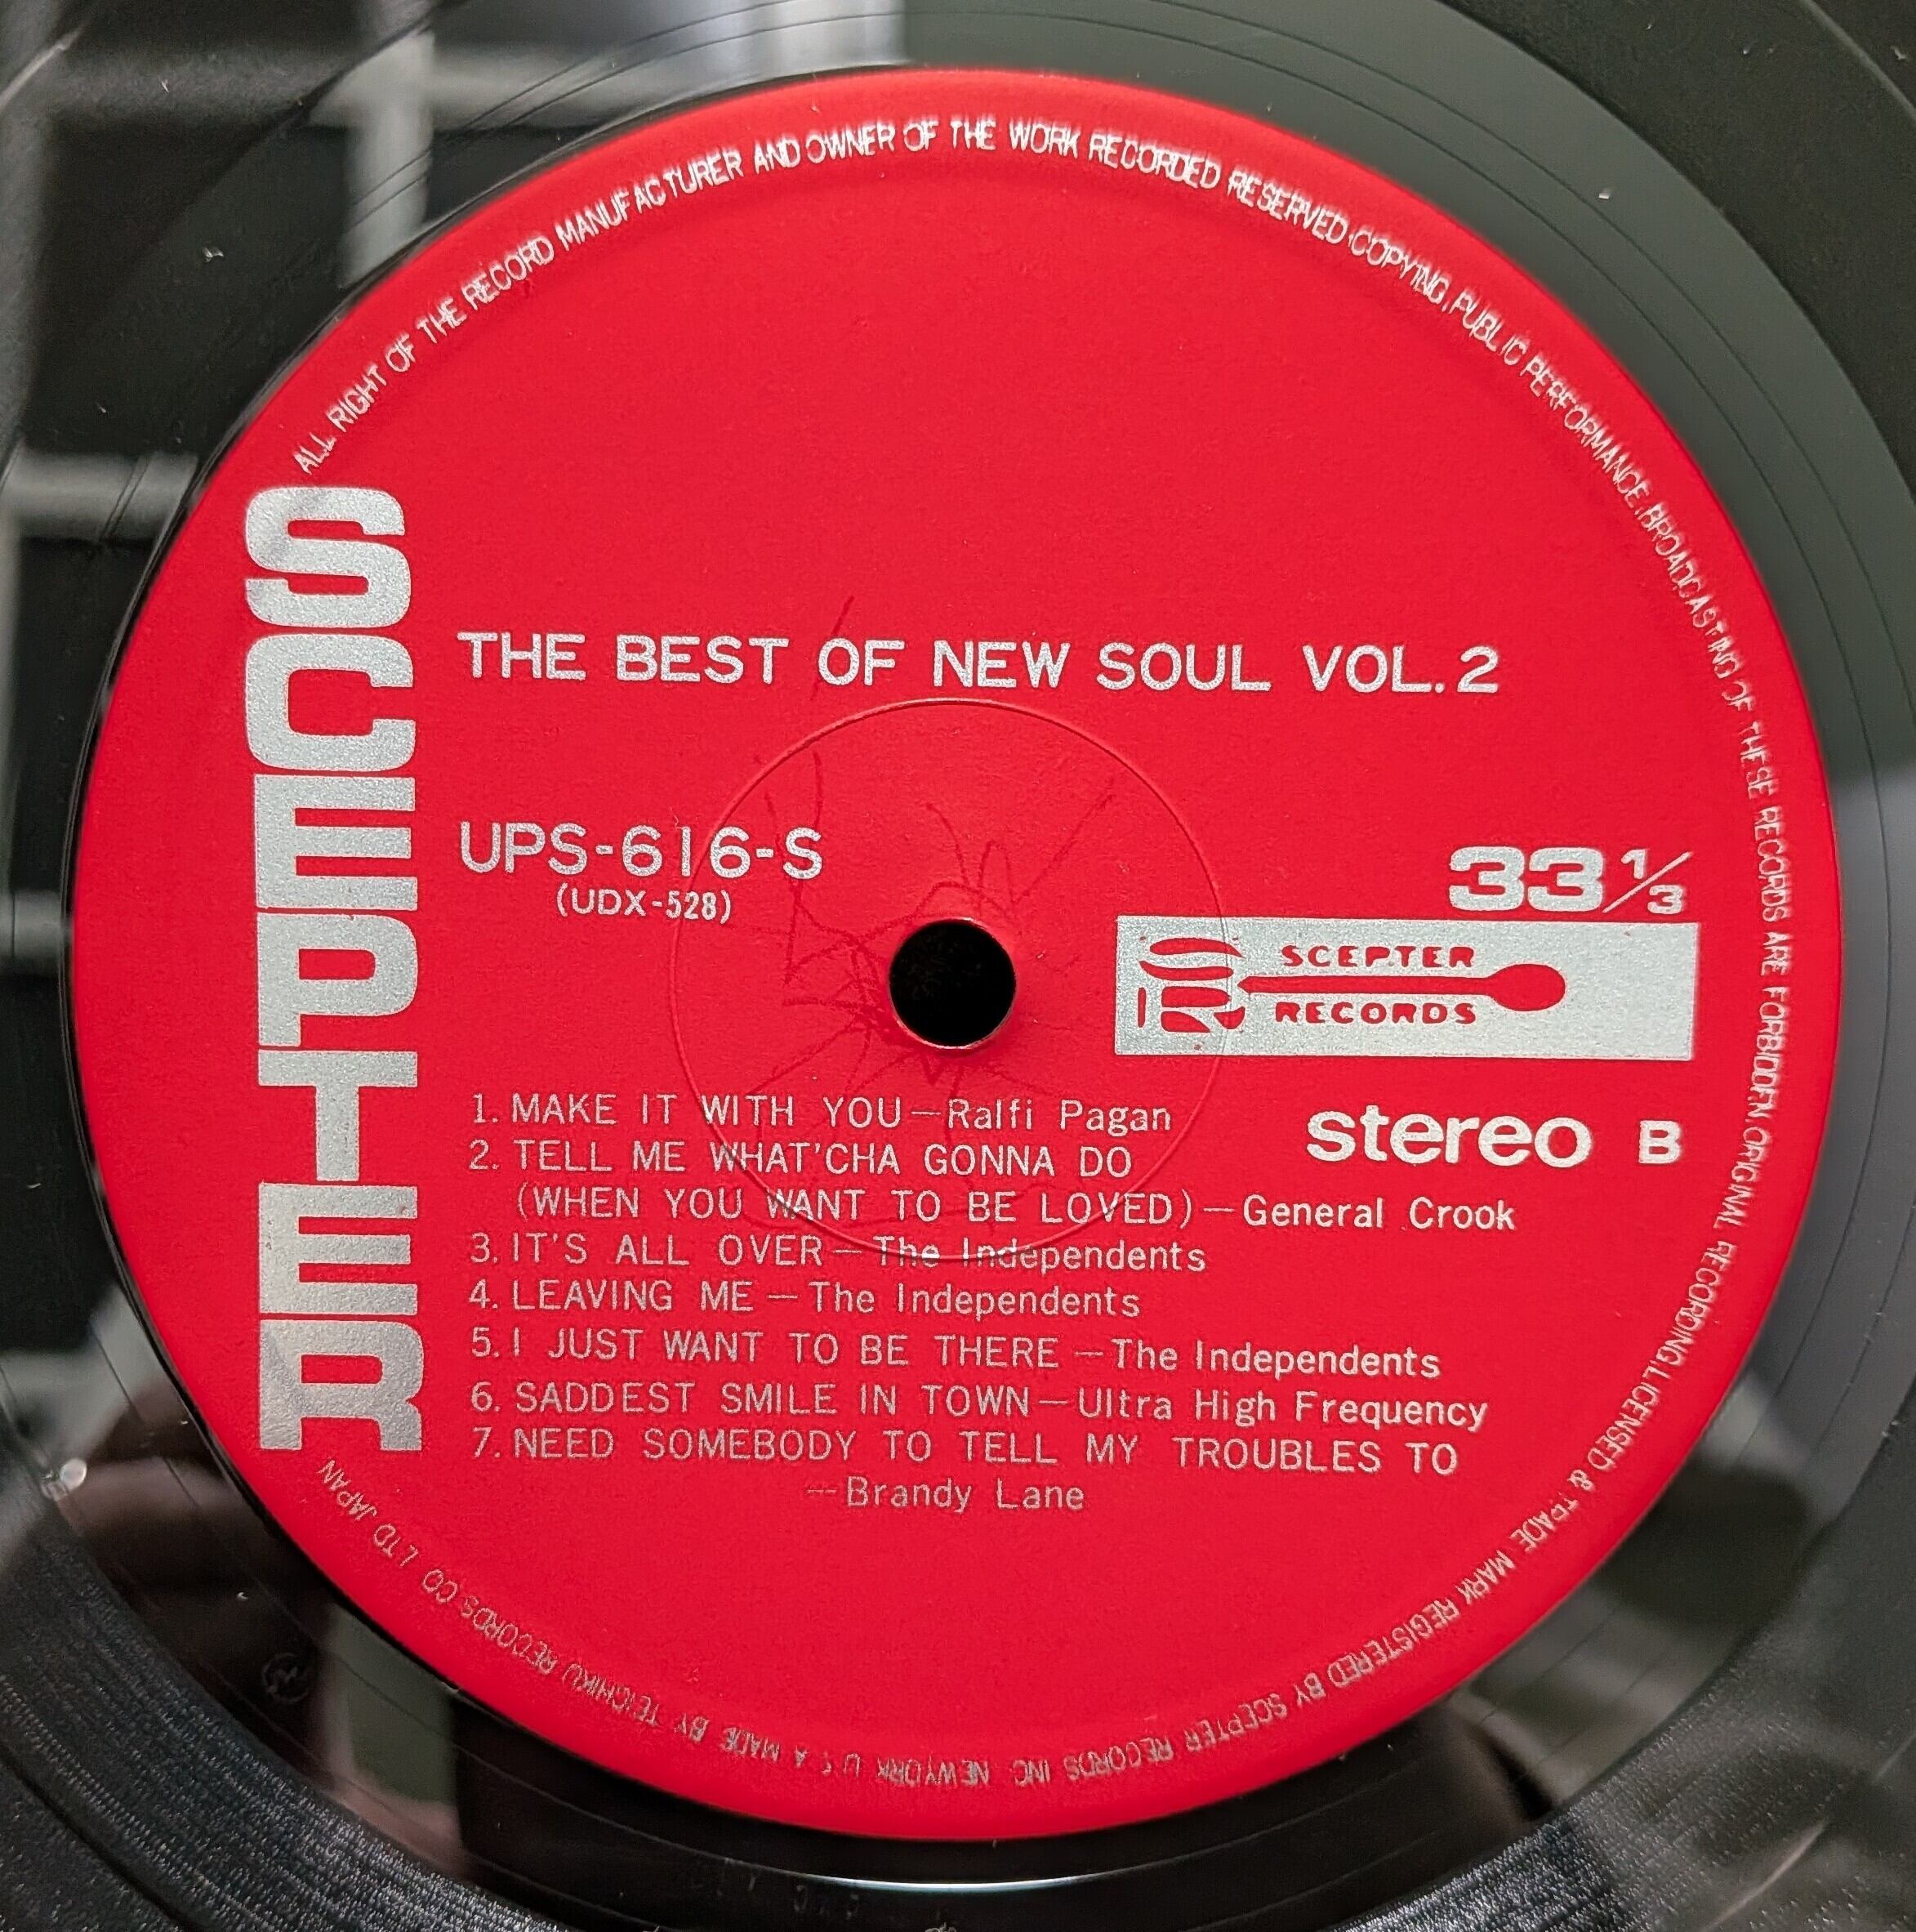 ALL RIGHT OF THE RECORD MANUFACTURER AND OWNER OF THE WORK RECORDED RESERVED·COPYING, PUBLIC PERFORMANCE, BROADCASTING OF THESE RECORDS ARE FORBIDDEN. ORIGINAL RECORDING LICENSED & TRADE MARK REGISTERED BY SCEPTER RECORDS INC. NEWYORK U S A MADE BY TEICHIKU RECORDS CO. LTD JAPAN
SCEPTER
THE BEST OF NEW SOUL VOL.2
UPS-616-S
(UDX-528)
33 1/3
SR SCEPTER
RECORDS
stereo B
1. MAKE IT WITH YOU—Ralfi Pagan
2. TELL ME WHAT'CHA GONNA DO
(WHEN YOU WANT TO BE LOVED)—General Crook
3. IT'S ALL OVER—The Independents
4. LEAVING ME—The Independents
5. I JUST WANT TO BE THERE—The Independents
6. SADDEST SMILE IN TOWN—Ultra High Frequency
7. NEED SOMEBODY TO TELL MY TROUBLES TO
—Brandy Lane